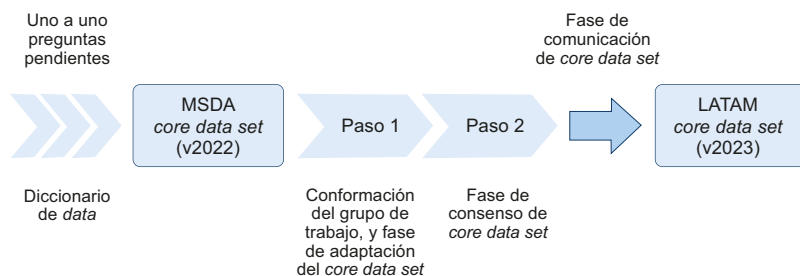 Uno a uno
preguntas
pendientes
Fase de
comunicación
de core data set
MSDA
core data set
(v2022)
Paso 1
Paso 2
LATAM
core data set
(v2023)
Diccionario
de data
Conformación
del grupo de
trabajo, y fase
de adaptación
del core data set
Fase de
consenso de
core data set